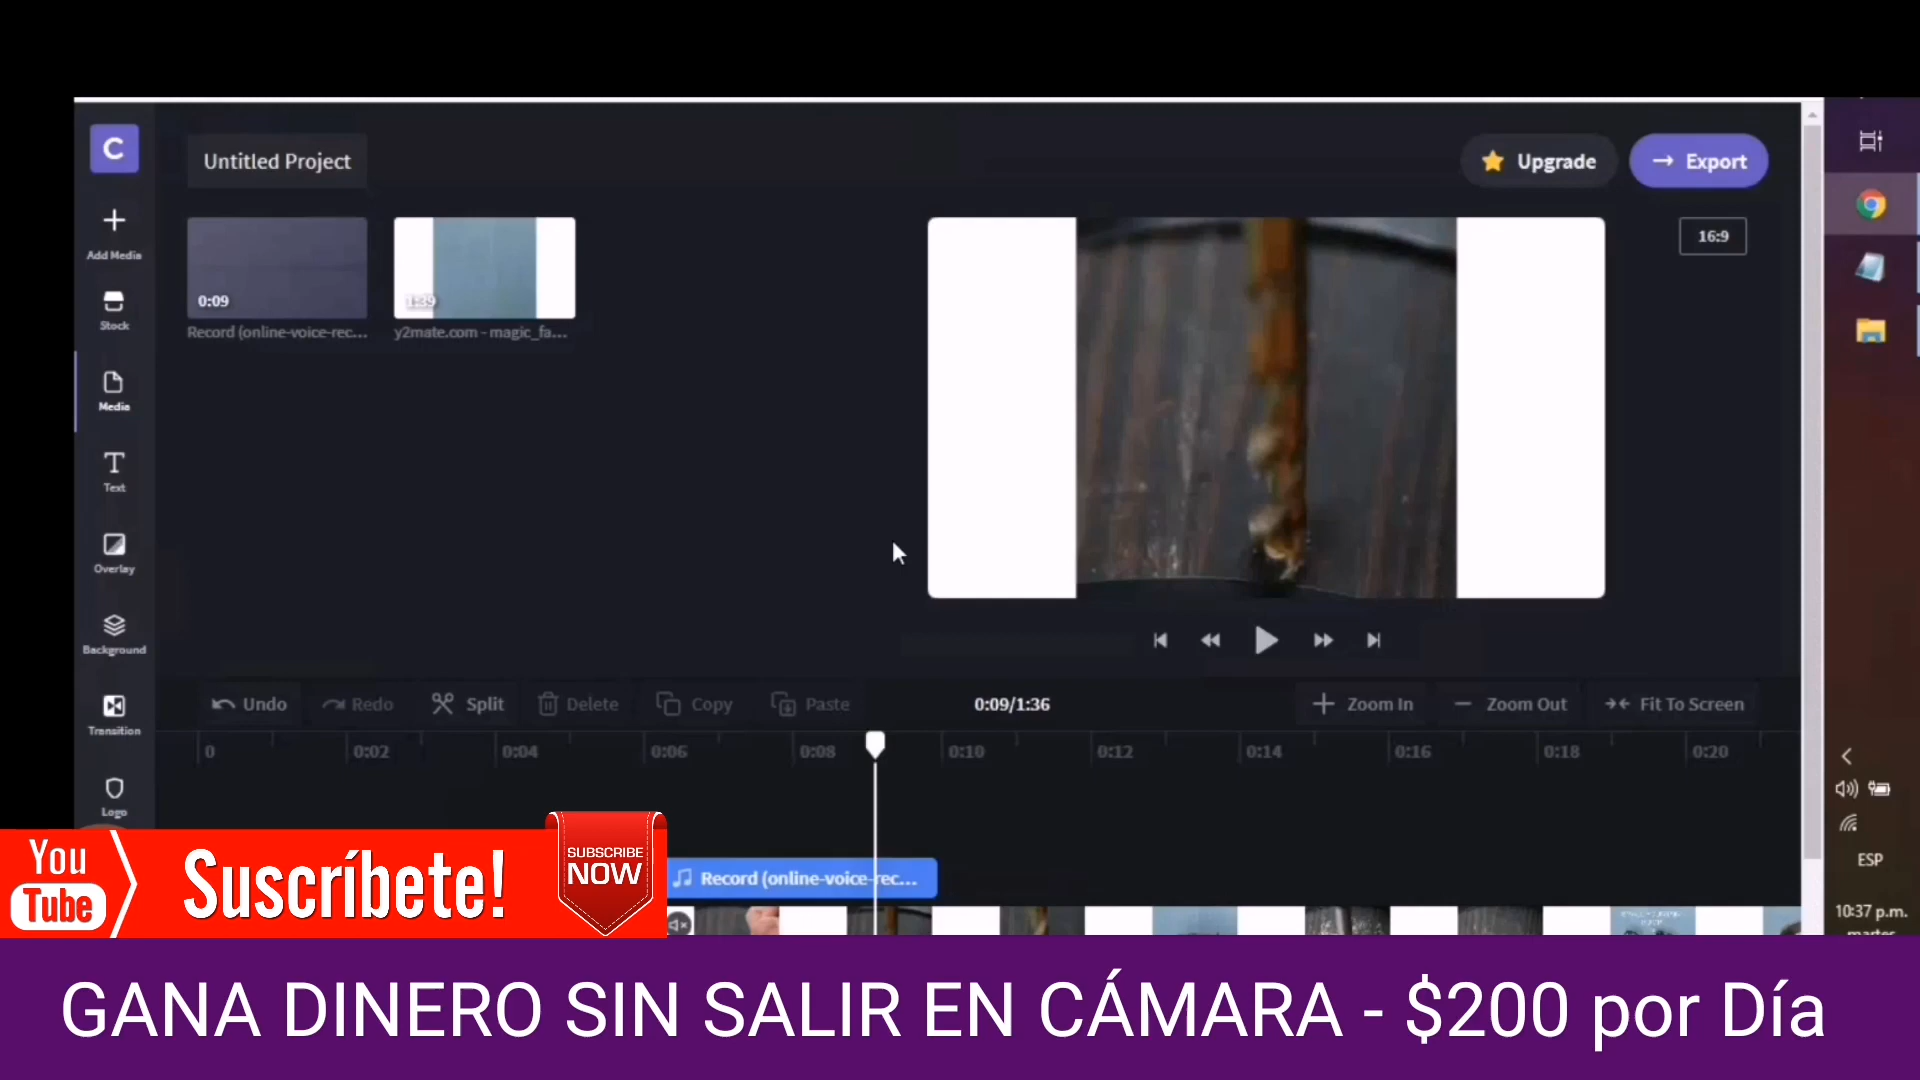 C
Untitled Project
Upgrade
Export
16:9
Add Media
Stock
Media
Text
Overlay
Background
Transition
Logo
0:09
1:39
Record (online-voice-rec...
y2mate.com - magic_fa...
Undo
Redo
Split
Delete
Copy
Paste
0:09/1:36
Zoom In
Zoom Out
Fit To Screen
0
0:02
0:04
0:06
0:08
0:10
0:12
0:14
0:16
0:18
0:20
Record (online-voice-rec...
ESP
10:37 p.m.
martes
You
Tube
Suscríbete!
SUBSCRIBE
NOW
GANA DINERO SIN SALIR EN CÁMARA - $200 por Día